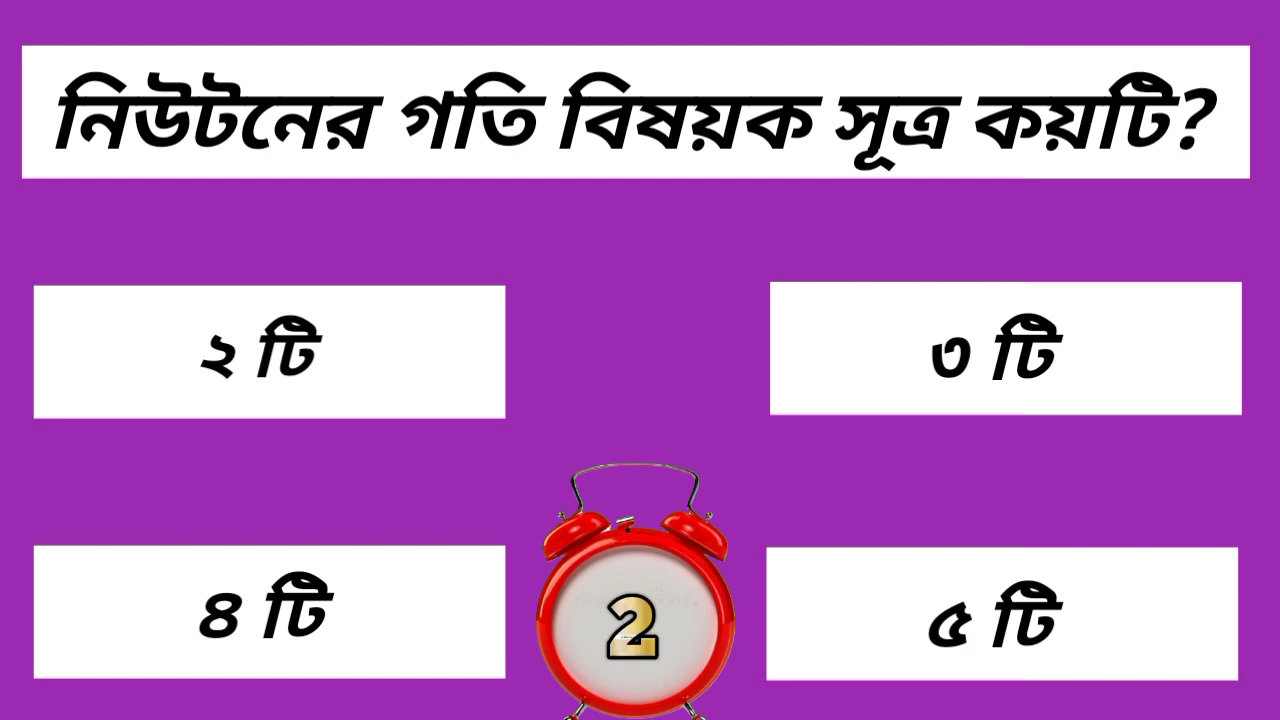 নিউটনের গতি বিষয়ক সূত্র কয়টি?
২ টি
৩ টি
৪ টি
৫ টি
2